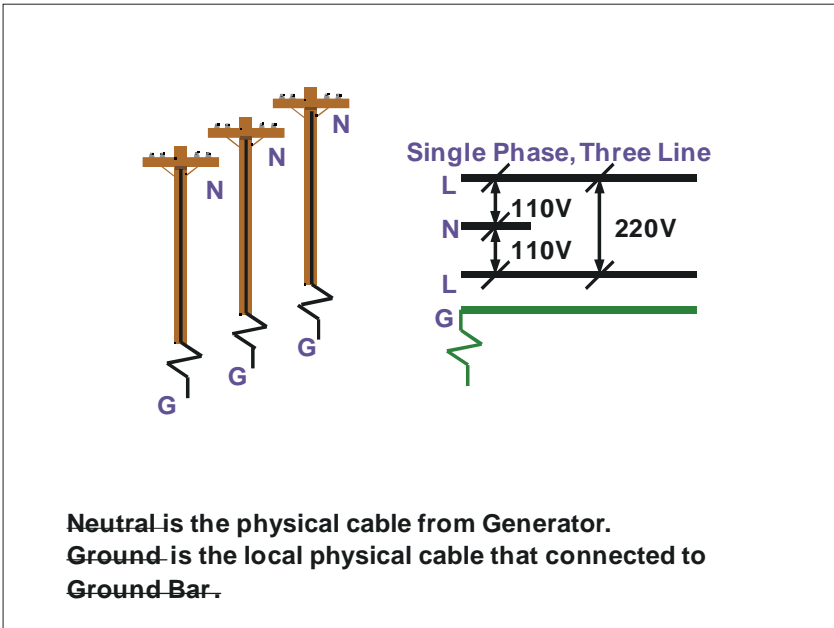 N
N
N
G
G
G
Single Phase, Three Line
L
110V
N
220V
110V
L
G
Neutral is the physical cable from Generator.
Ground is the local physical cable that connected to
Ground Bar.